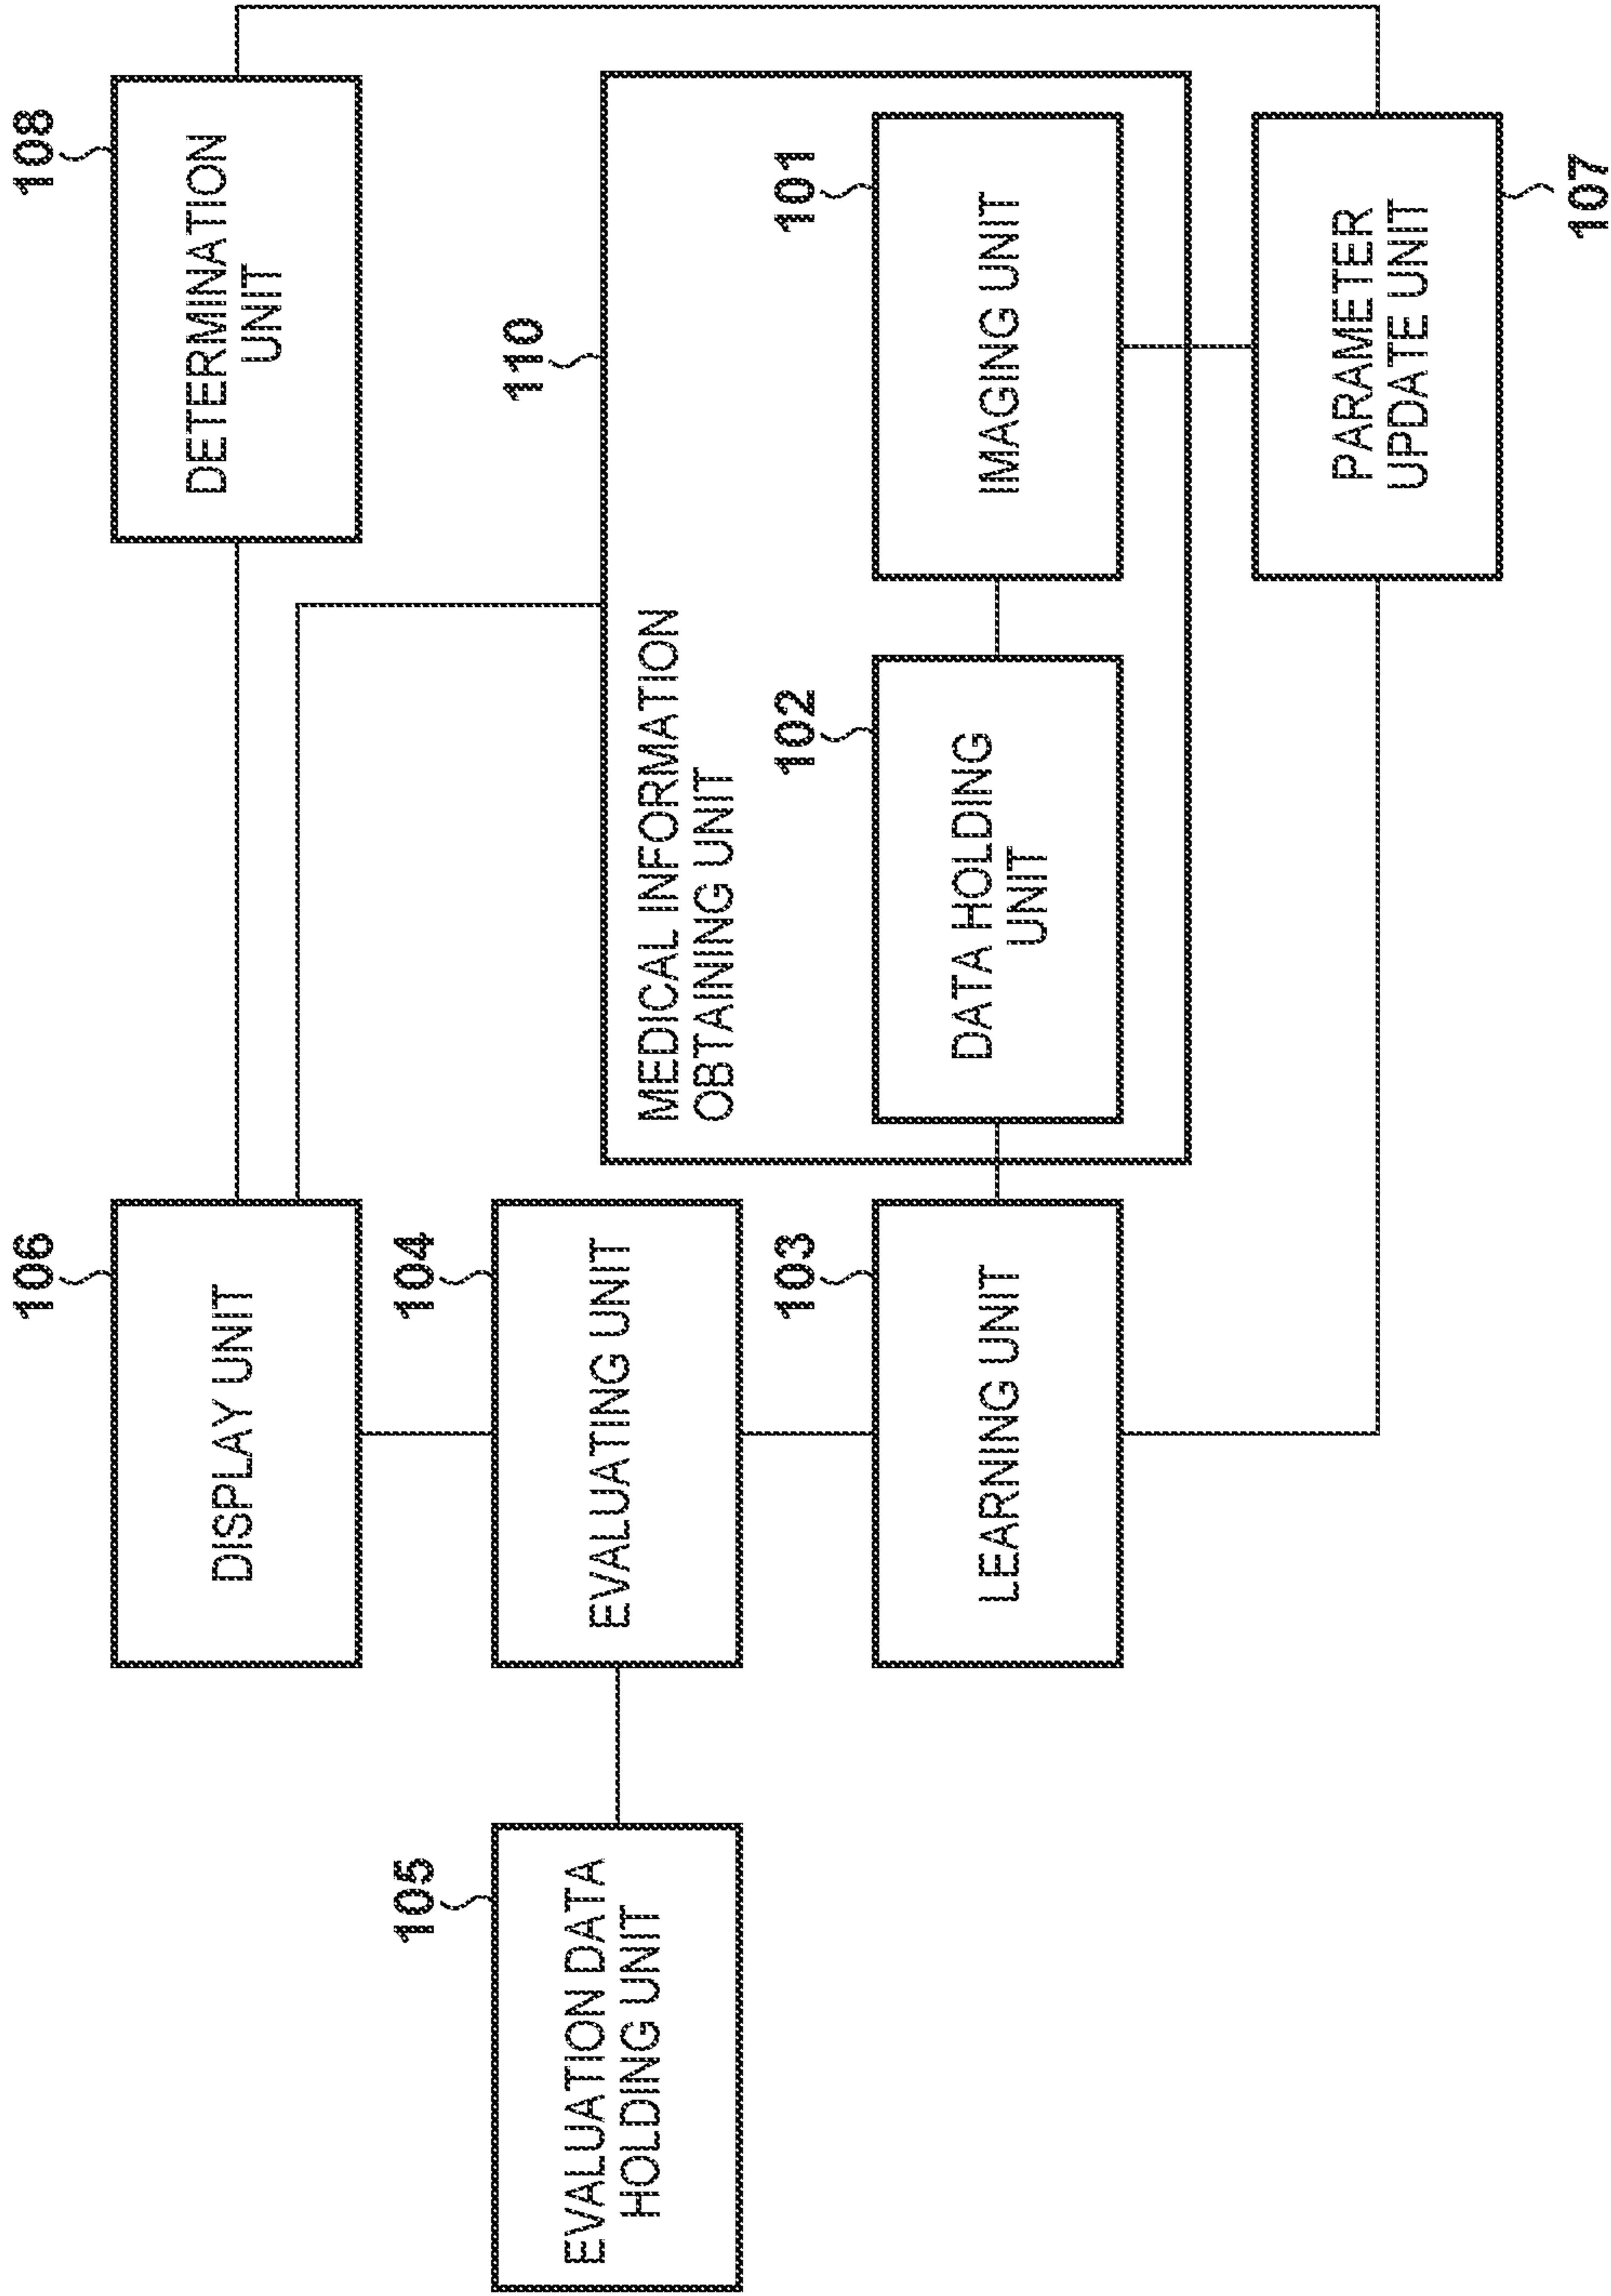 106
DISPLAY UNIT
108
DETERMINATION
UNIT
110
MEDICAL INFORMATION
OBTAINING UNIT
105
EVALUATION DATA
HOLDING UNIT
104
EVALUATING UNIT
103
LEARNING UNIT
102
DATA HOLDING
UNIT
101
IMAGING UNIT
PARAMETER
UPDATE UNIT
107